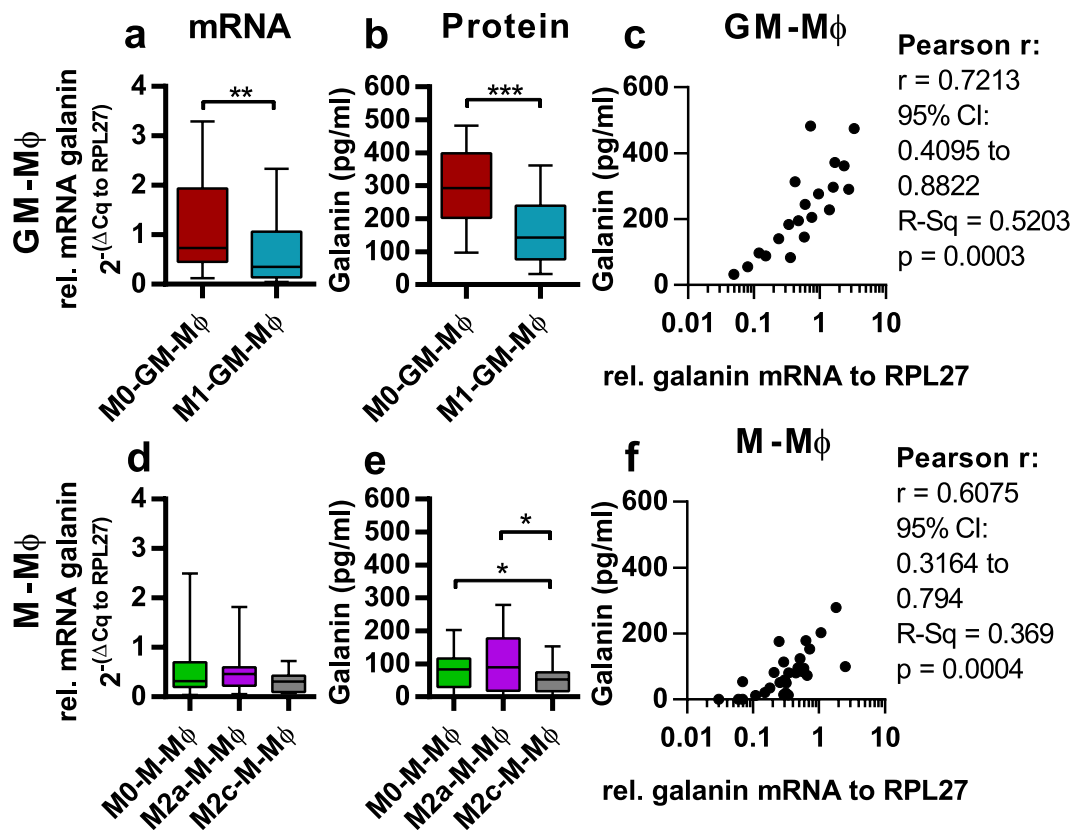 a
mRNA
GM-Mϕ
rel. mRNA galanin
2-(ΔCq to RPL27)
4
3
2
1
0
**
M0-GM-Mϕ
M1-GM-Mϕ
b
Protein
Galanin (pg/ml)
600
500
400
300
200
100
0
***
M0-GM-Mϕ
M1-GM-Mϕ
c
GM-Mϕ
Galanin (pg/ml)
600
400
200
0
0.01 0.1 1 10
rel. galanin mRNA to RPL27
Pearson r:
r = 0.7213
95% CI:
0.4095 to
0.8822
R-Sq = 0.5203
p = 0.0003
d
M-Mϕ
rel. mRNA galanin
2-(ΔCq to RPL27)
4
3
2
1
0
M0-M-Mϕ
M2a-M-Mϕ
M2c-M-Mϕ
e
Galanin (pg/ml)
600
500
400
300
200
100
0
*
*
M0-M-Mϕ
M2a-M-Mϕ
M2c-M-Mϕ
f
M-Mϕ
Galanin (pg/ml)
600
400
200
0
0.01 0.1 1 10
rel. galanin mRNA to RPL27
Pearson r:
r = 0.6075
95% CI:
0.3164 to
0.794
R-Sq = 0.369
p = 0.0004